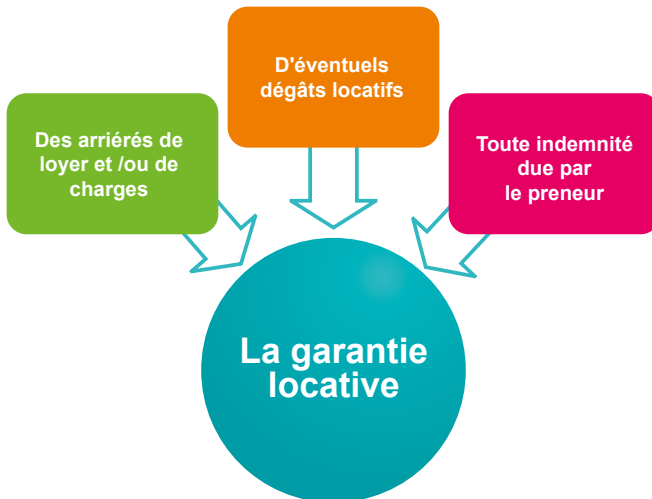 Des arriérés de
loyer et /ou de
charges
D'éventuels
dégâts locatifs
Toute indemnité
due par
le preneur
La garantie
locative